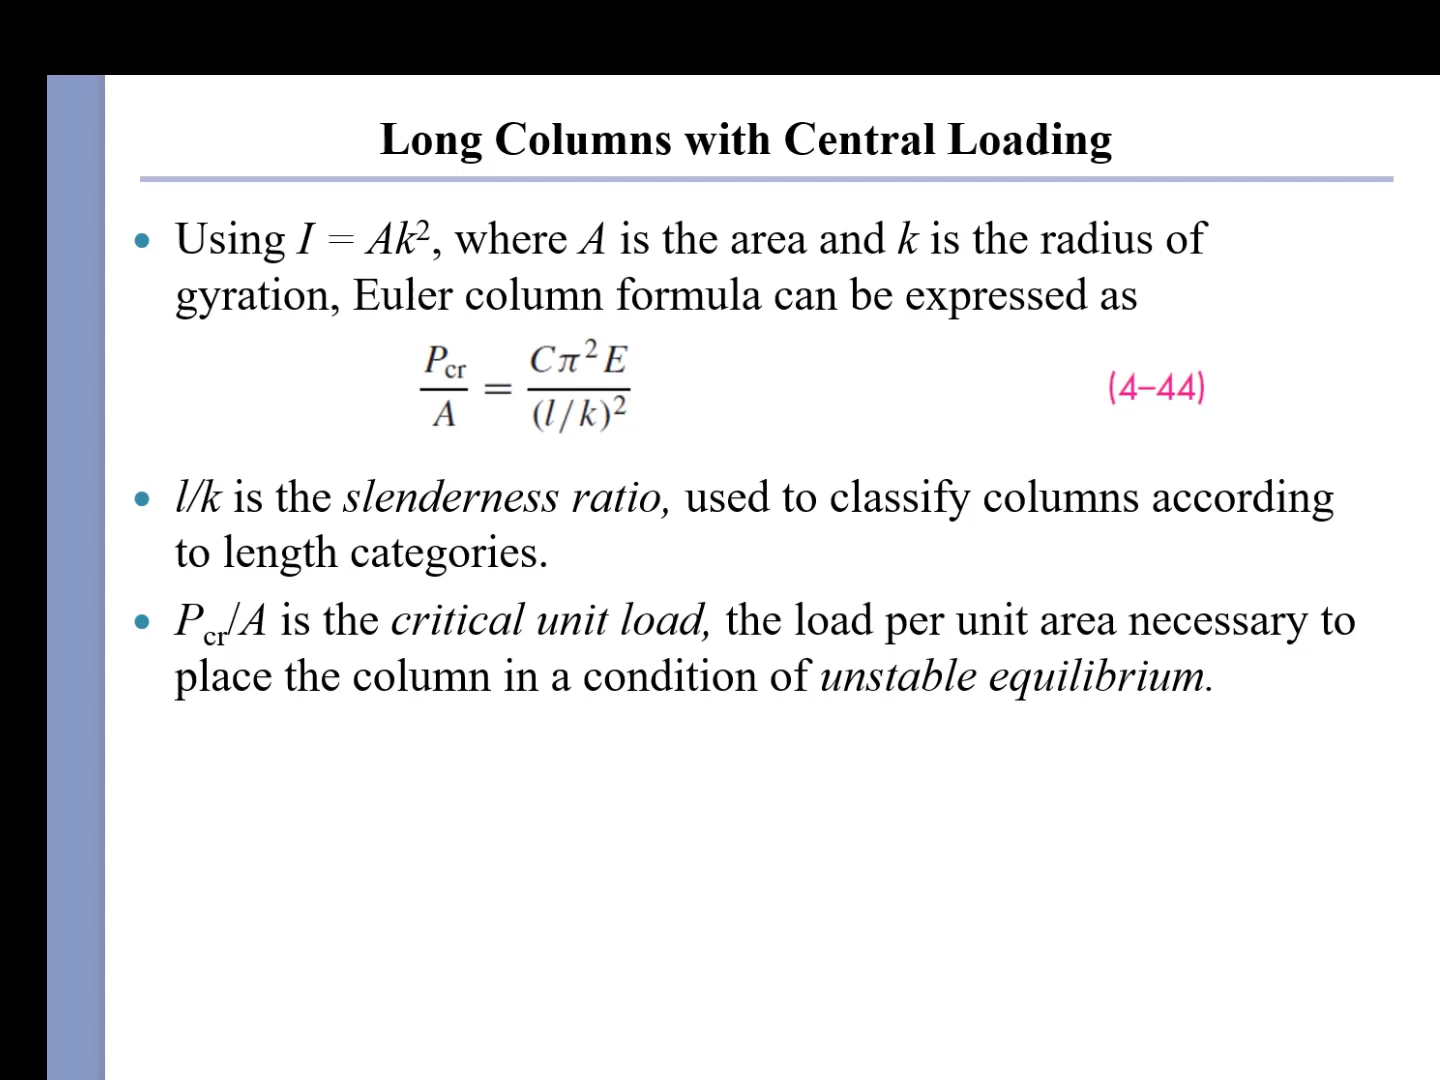 Long Columns with Central Loading
• Using I = Ak², where A is the area and k is the radius of
gyration, Euler column formula can be expressed as
P_cr/A = Cπ²E/(l/k)² (4–44)
• l/k is the slenderness ratio, used to classify columns according
to length categories.
• P_cr/A is the critical unit load, the load per unit area necessary to
place the column in a condition of unstable equilibrium.